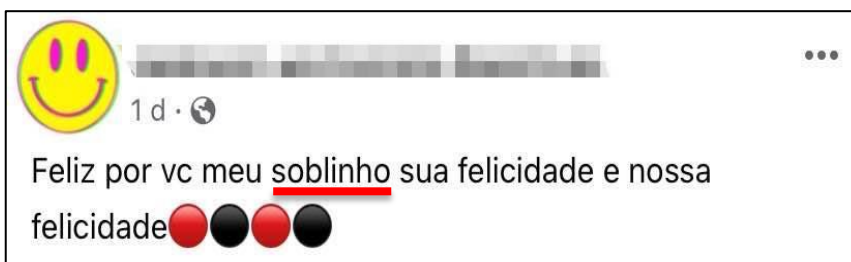 1 d ·
Feliz por vc meu soblinho sua felicidade e nossa
felicidade🔴⚫🔴⚫